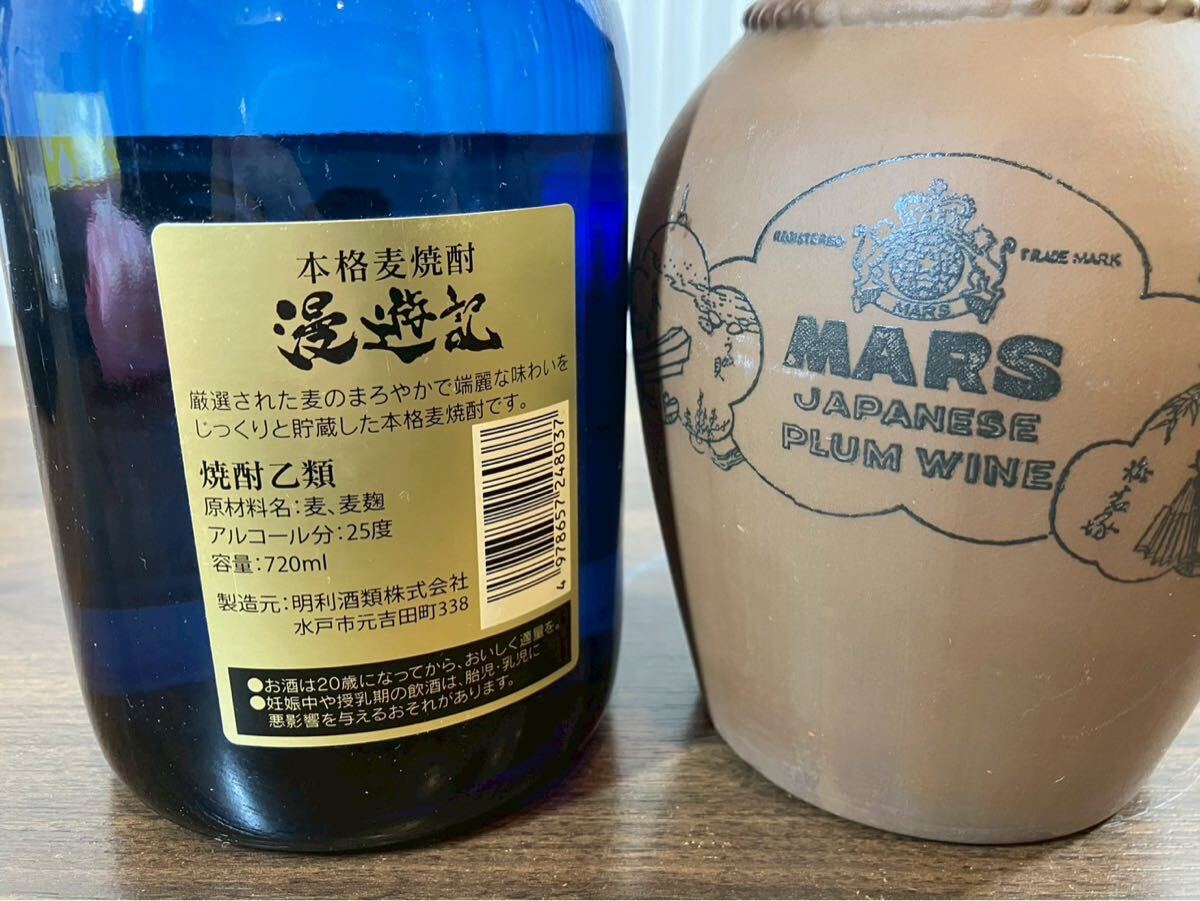 本格麦焼酎
漫遊記
厳選された麦のまろやかで端麗な味わいを
じっくりと貯蔵した本格麦焼酎です。
焼酎乙類
原材料名：麦、麦麹
アルコール分：25度
容量：720ml
製造元：明利酒類株式会社
水戸市元吉田町338
4 978657 248037
●お酒は20歳になってから、おいしく適量を。
●妊娠中や授乳期の飲酒は、胎児・乳児に
悪影響を与えるおそれがあります。
REGISTERED TRADE MARK
MARS
MARS
JAPANESE
PLUM WINE